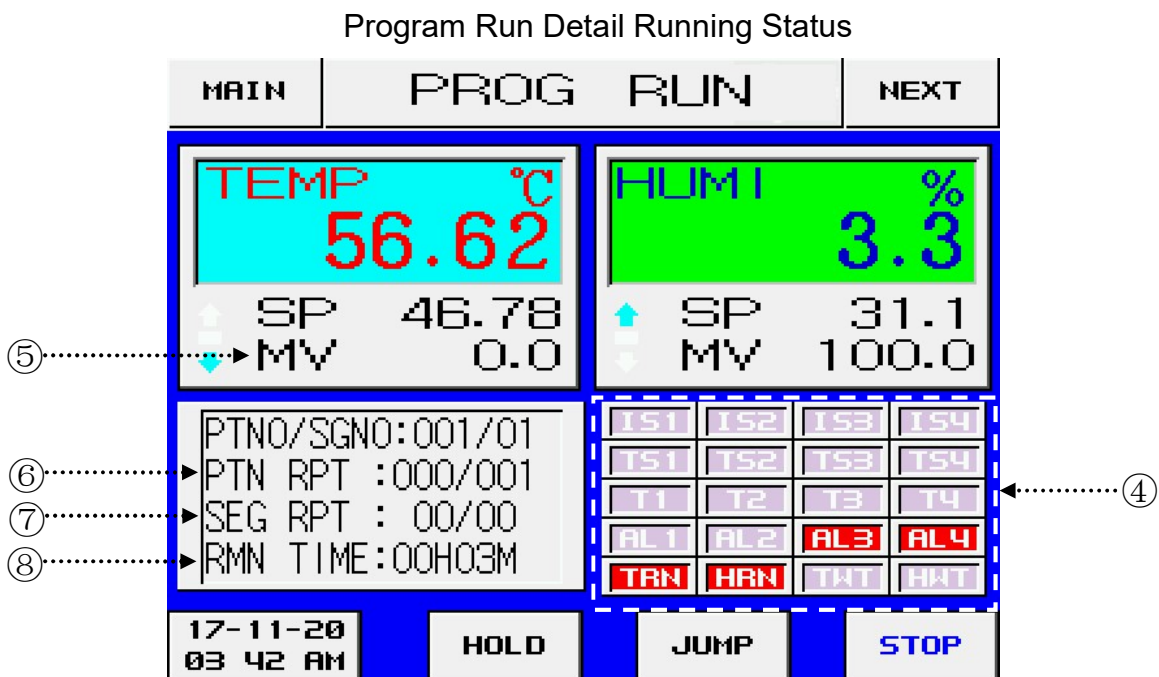 Program Run Detail Running Status
MAIN PROG RUN NEXT
TEMP °C
56.62
SP 46.78
⑤ MV 0.0
HUMI %
3.3
SP 31.1
MV 100.0
PTNO/SGNO:001/01
⑥ PTN RPT :000/001
⑦ SEG RPT : 00/00
⑧ RMN TIME:00H03M
IS1 IS2 IS3 IS4
TS1 TS2 TS3 TS4
T1 T2 T3 T4
AL1 AL2 AL3 AL4
TRN HRN TWT HWT
④
17-11-20
03 42 AM
HOLD JUMP STOP